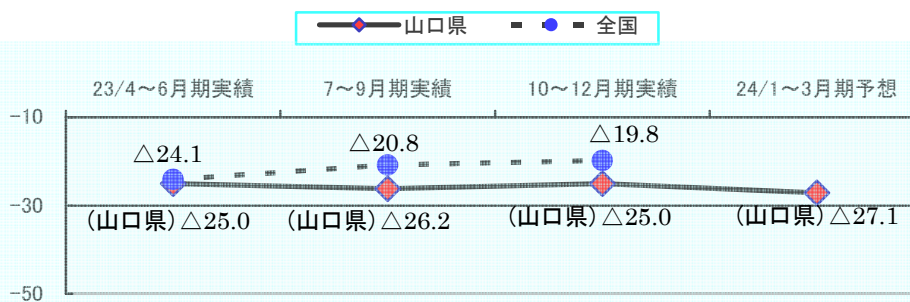 山口県 全国
23/4～6月期実績 7～9月期実績 10～12月期実績 24/1～3月期予想
-10
△24.1 △20.8 △19.8
-30
(山口県)△25.0 (山口県)△26.2 (山口県)△25.0 (山口県)△27.1
-50